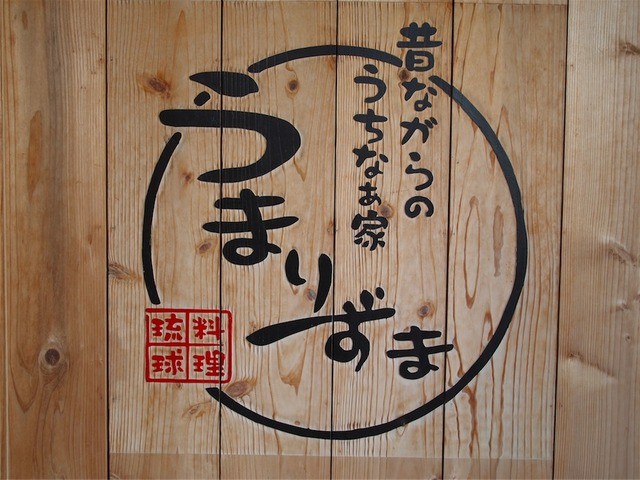 昔ながらの
うちなぁ家
うまりずま
琉球
料理